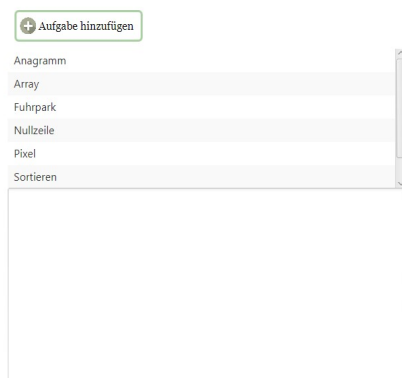 Aufgabe hinzufügen
Anagramm
Array
Fuhrpark
Nullzeile
Pixel
Sortieren